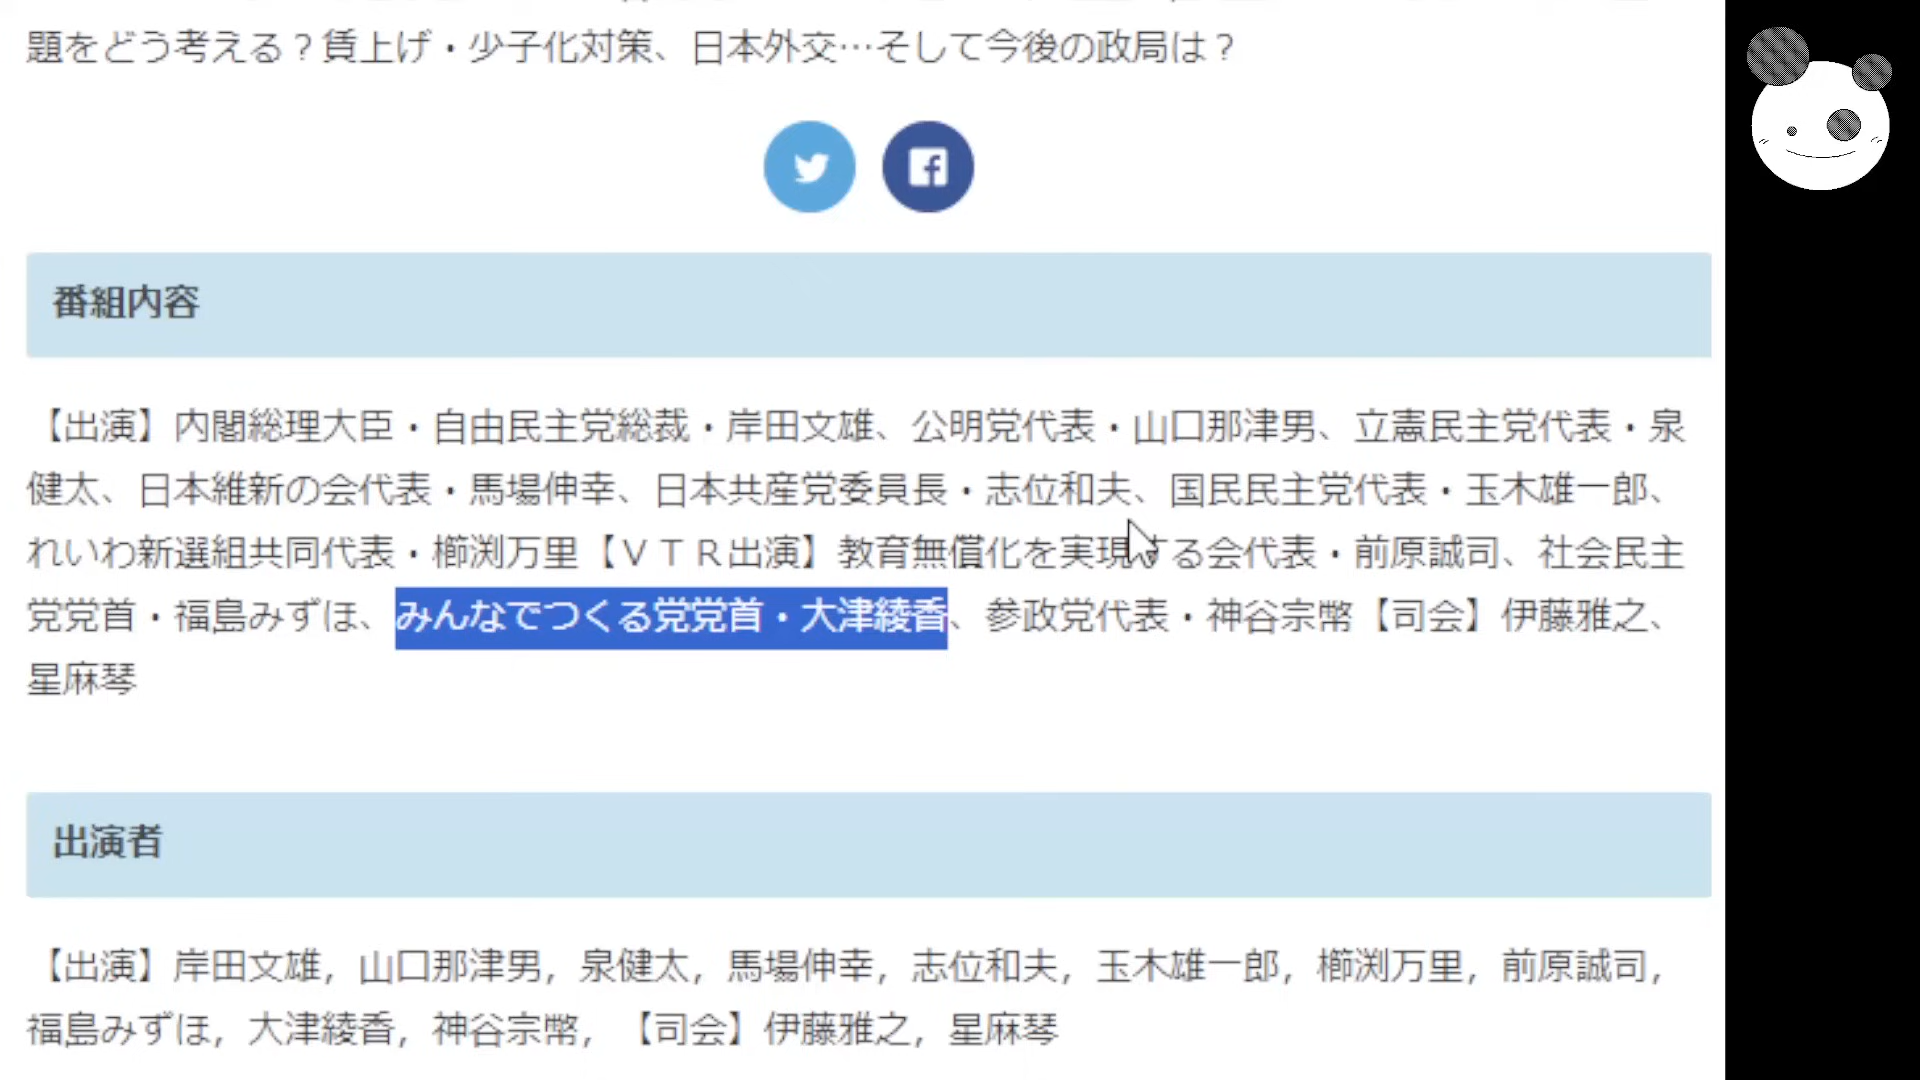 題をどう考える？賃上げ・少子化対策、日本外交…そして今後の政局は？
番組内容
【出演】内閣総理大臣・自由民主党総裁・岸田文雄、公明党代表・山口那津男、立憲民主党代表・泉
健太、日本維新の会代表・馬場伸幸、日本共産党委員長・志位和夫、国民民主党代表・玉木雄一郎、
れいわ新選組共同代表・櫛渕万里【ＶＴＲ出演】教育無償化を実現する会代表・前原誠司、社会民主
党党首・福島みずほ、みんなでつくる党党首・大津綾香、参政党代表・神谷宗幣【司会】伊藤雅之、
星麻琴
出演者
【出演】岸田文雄，山口那津男，泉健太，馬場伸幸，志位和夫，玉木雄一郎，櫛渕万里，前原誠司，
福島みずほ，大津綾香，神谷宗幣，【司会】伊藤雅之，星麻琴